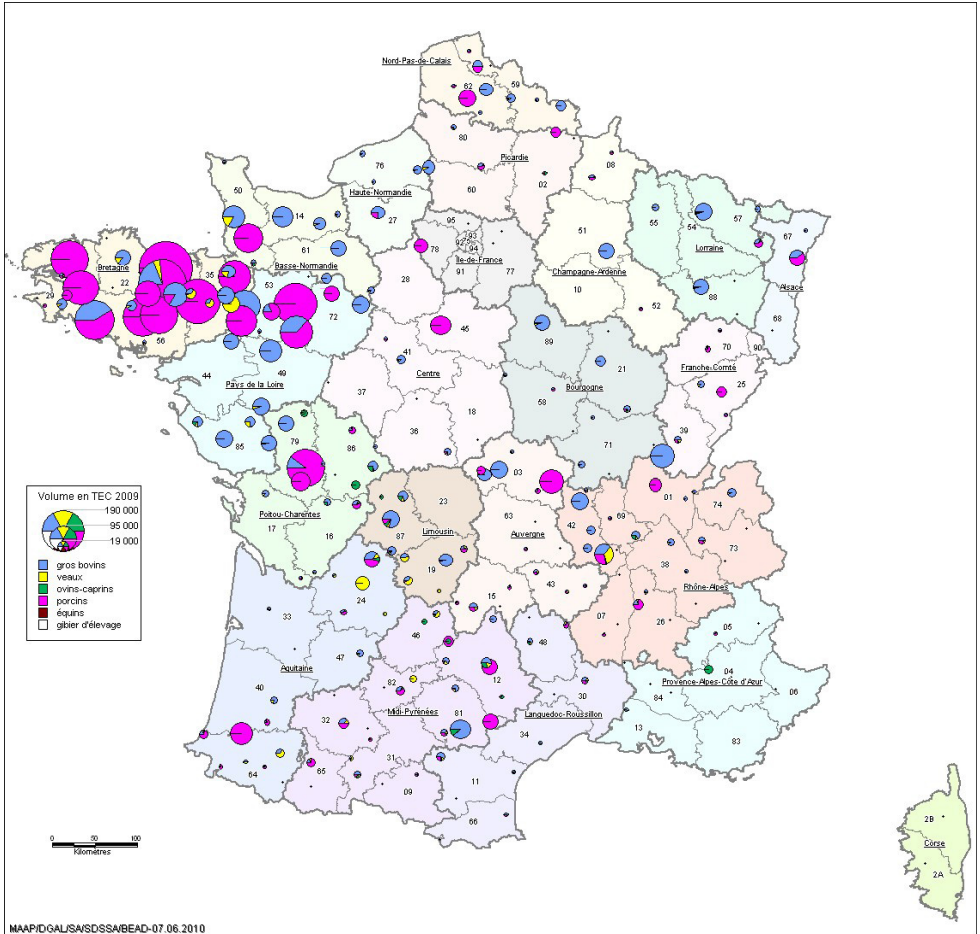 Nord-Pas-de-Calais
59
62
80
Picardie
08
76
02
50
60
Haute-Normandie
57
55
14
27
95
54
67
Lorraine
51
93
92
78
94
61
Bretagne
Ile-de-France
Basse-Normandie
Champagne-Ardenne
35
77
91
22
28
53
Alsace
10
88
29
72
52
45
68
56
89
70
90
41
Franche-Comté
21
44
49
Centre
25
Pays de la Loire
Bourgogne
37
58
18
39
36
85
79
86
71
03
Volume en TEC 2009
190 000
95 000
19 000
gros bovins
veaux
ovins-caprins
porcins
équins
gibier d'élevage
01
23
74
Poitou-Charentes
63
69
42
17
Limousin
87
Auvergne
16
73
38
19
Rhône-Alpes
43
24
15
33
07
26
05
46
48
47
04
Aquitaine
12
Provence-Alpes-Côte d'Azur
82
40
06
30
84
81
Midi-Pyrénées
Languedoc-Roussillon
32
13
34
83
31
64
65
11
09
66
2B
Corse
2A
0 50 100
Kilomètres
MAAP/DGAL/SA/SDSSA/BEAD-07.06.2010